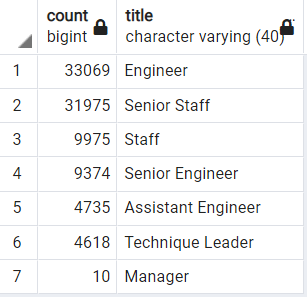 count title
bigint character varying (40)
1 33069 Engineer
2 31975 Senior Staff
3 9975 Staff
4 9374 Senior Engineer
5 4735 Assistant Engineer
6 4618 Technique Leader
7 10 Manager